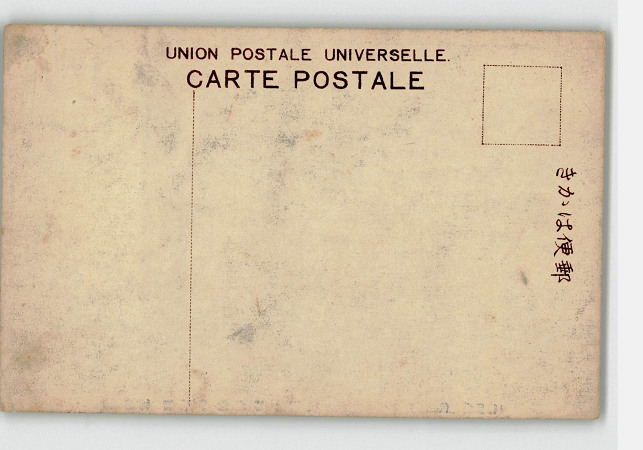 UNION POSTALE UNIVERSELLE.
CARTE POSTALE
きかは便郵